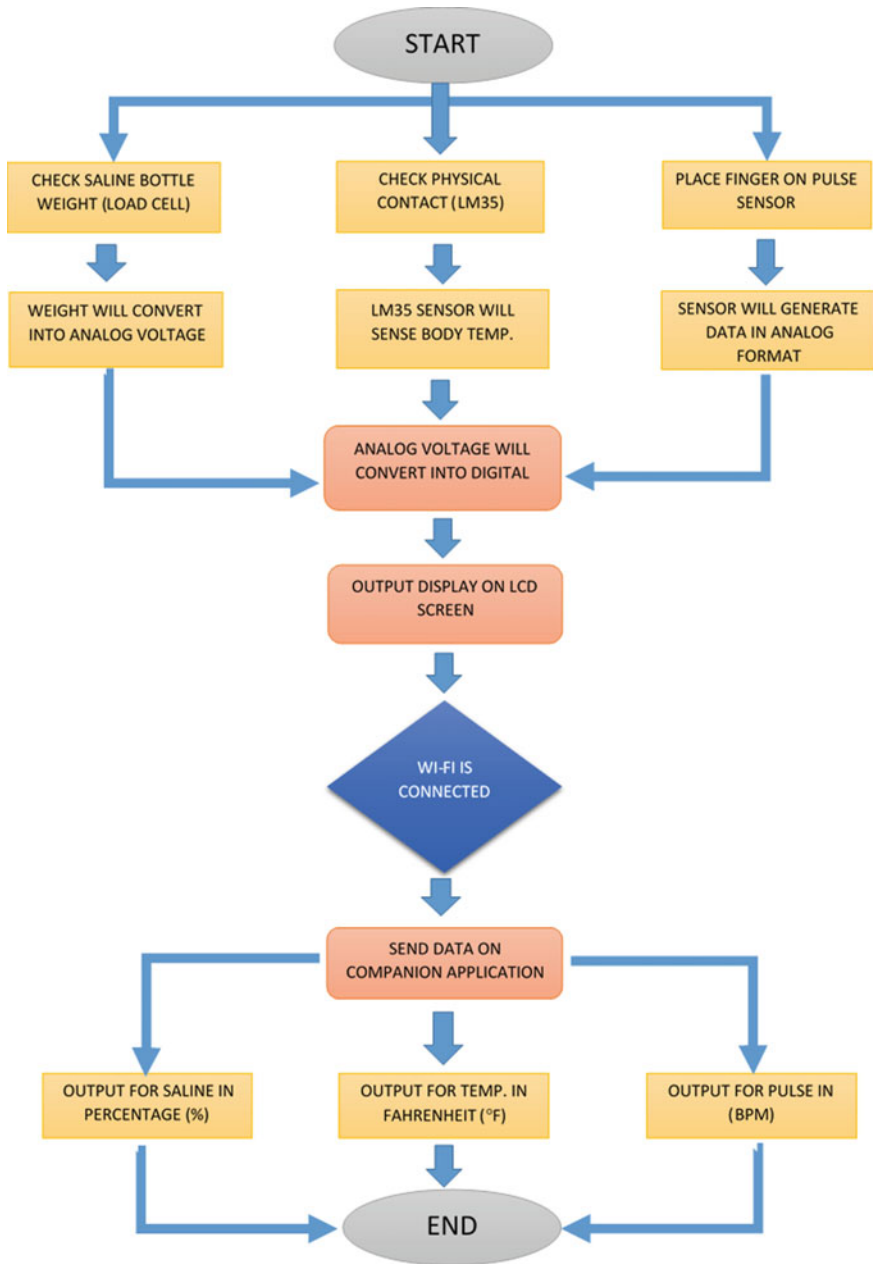 START
CHECK SALINE BOTTLE
WEIGHT (LOAD CELL)
CHECK PHYSICAL
CONTACT (LM35)
PLACE FINGER ON PULSE
SENSOR
WEIGHT WILL CONVERT
INTO ANALOG VOLTAGE
LM35 SENSOR WILL
SENSE BODY TEMP.
SENSOR WILL GENERATE
DATA IN ANALOG
FORMAT
ANALOG VOLTAGE WILL
CONVERT INTO DIGITAL
OUTPUT DISPLAY ON LCD
SCREEN
WI-FI IS
CONNECTED
SEND DATA ON
COMPANION APPLICATION
OUTPUT FOR SALINE IN
PERCENTAGE (%)
OUTPUT FOR TEMP. IN
FAHRENHEIT (°F)
OUTPUT FOR PULSE IN
(BPM)
END